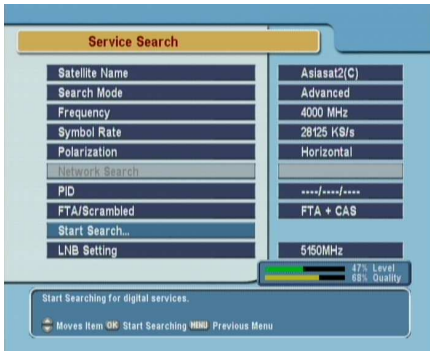 Service Search
Satellite Name Asiasat2(C)
Search Mode Advanced
Frequency 4000 MHz
Symbol Rate 28125 KS/s
Polarization Horizontal
Network Search
PID ----/----/----
FTA/Scrambled FTA + CAS
Start Search...
LNB Setting 5150MHz
47% Level
68% Quality
Start Searching for digital services.
Moves Item OK Start Searching MENU Previous Menu